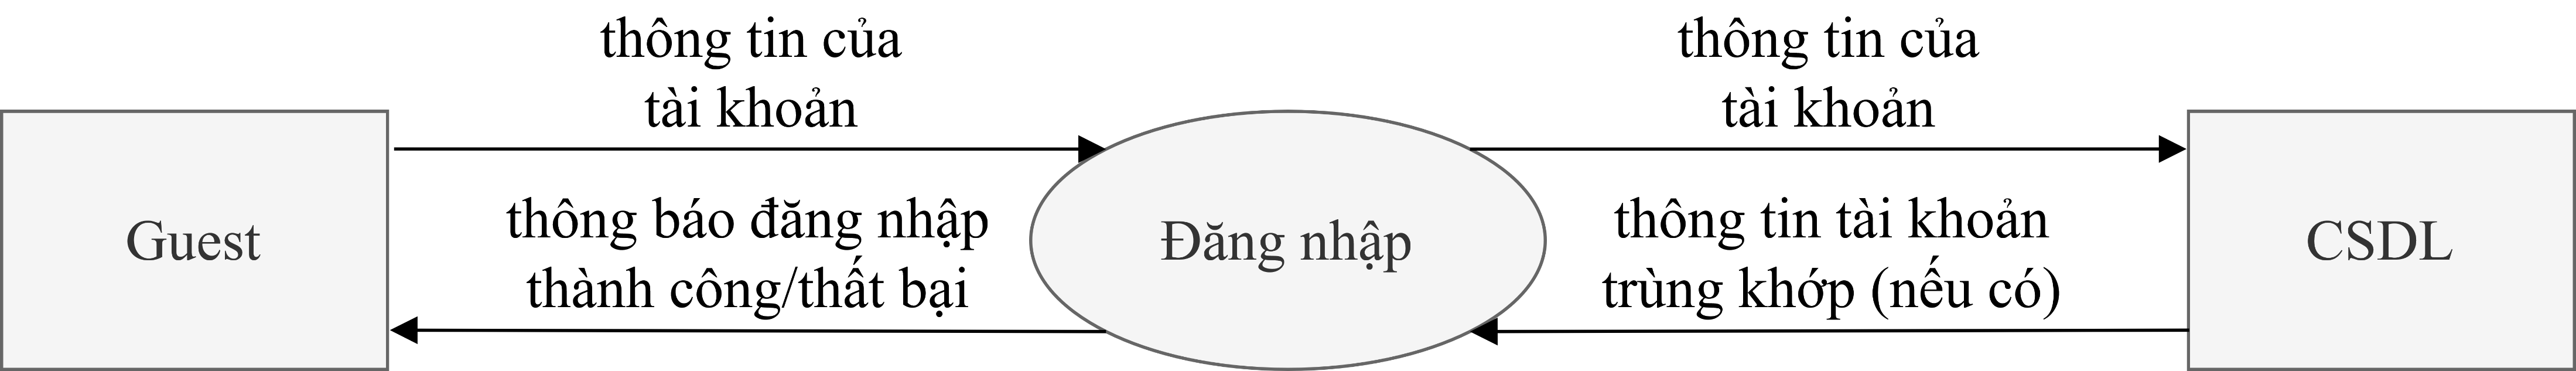 thông tin của
tài khoản
thông tin của
tài khoản
Guest
thông báo đăng nhập
thành công/thất bại
Đăng nhập
thông tin tài khoản
trùng khớp (nếu có)
CSDL